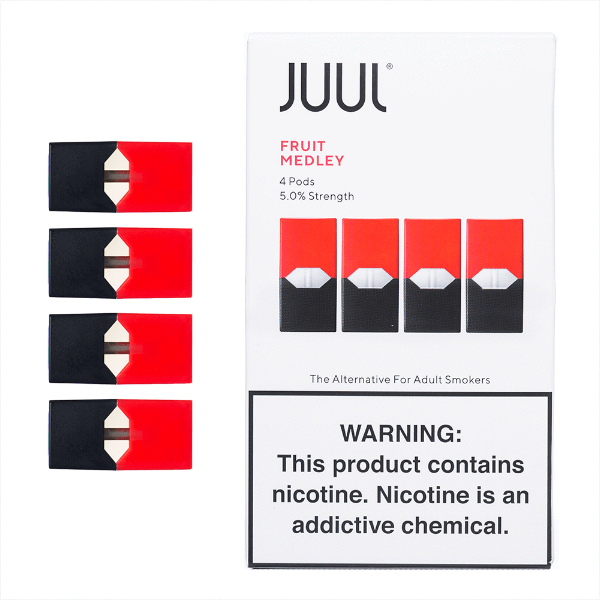 JUUL®
FRUIT
MEDLEY
4 Pods
5.0% Strength
The Alternative For Adult Smokers
WARNING:
This product contains
nicotine. Nicotine is an
addictive chemical.